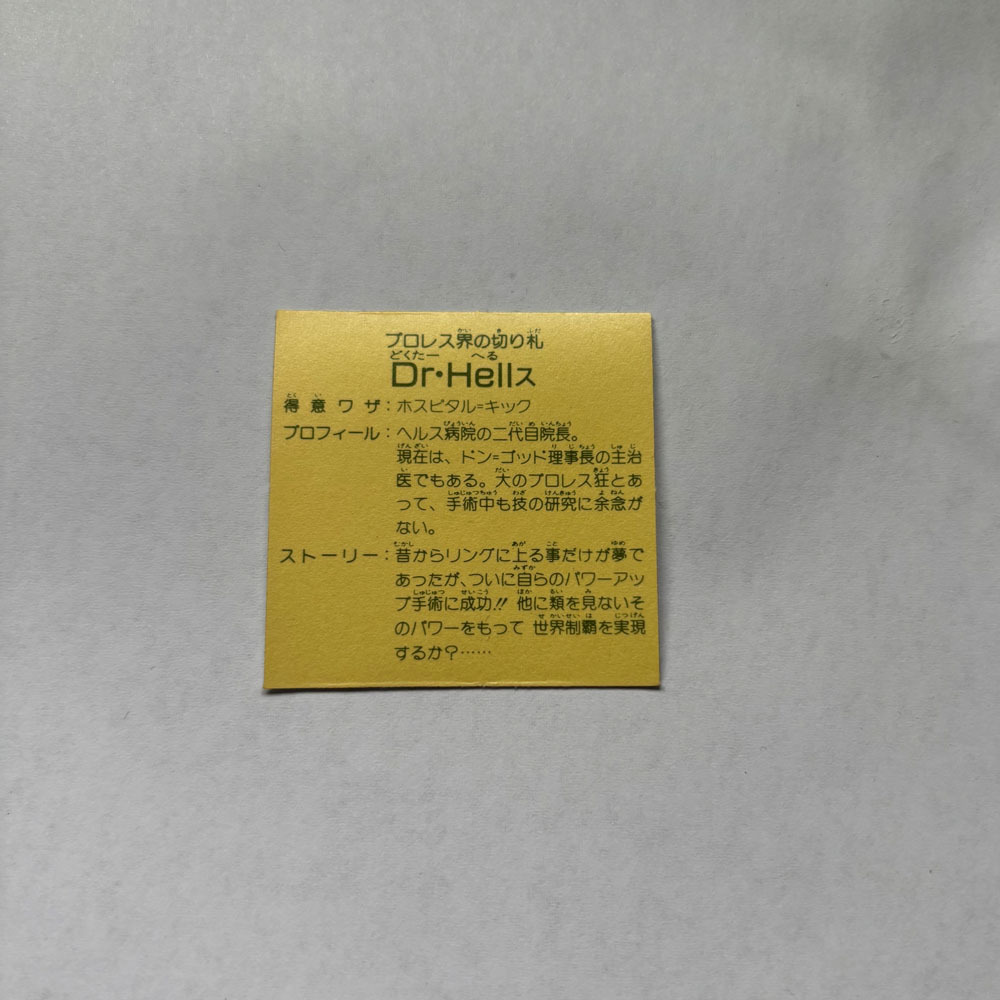 プロレス界の切り札
Dr・Hellス
得意ワザ：ホスピタル=キック
プロフィール：ヘルス病院の二代目院長。
現在は、ドン=ゴッド理事長の主治
医でもある。大のプロレス狂とあ
って、手術中も技の研究に余念が
ない。
ストーリー：昔からリングに上る事だけが夢で
あったが、ついに自らのパワーアッ
プ手術に成功!! 他に類を見ないそ
のパワーをもって 世界制覇を実現
するか?……